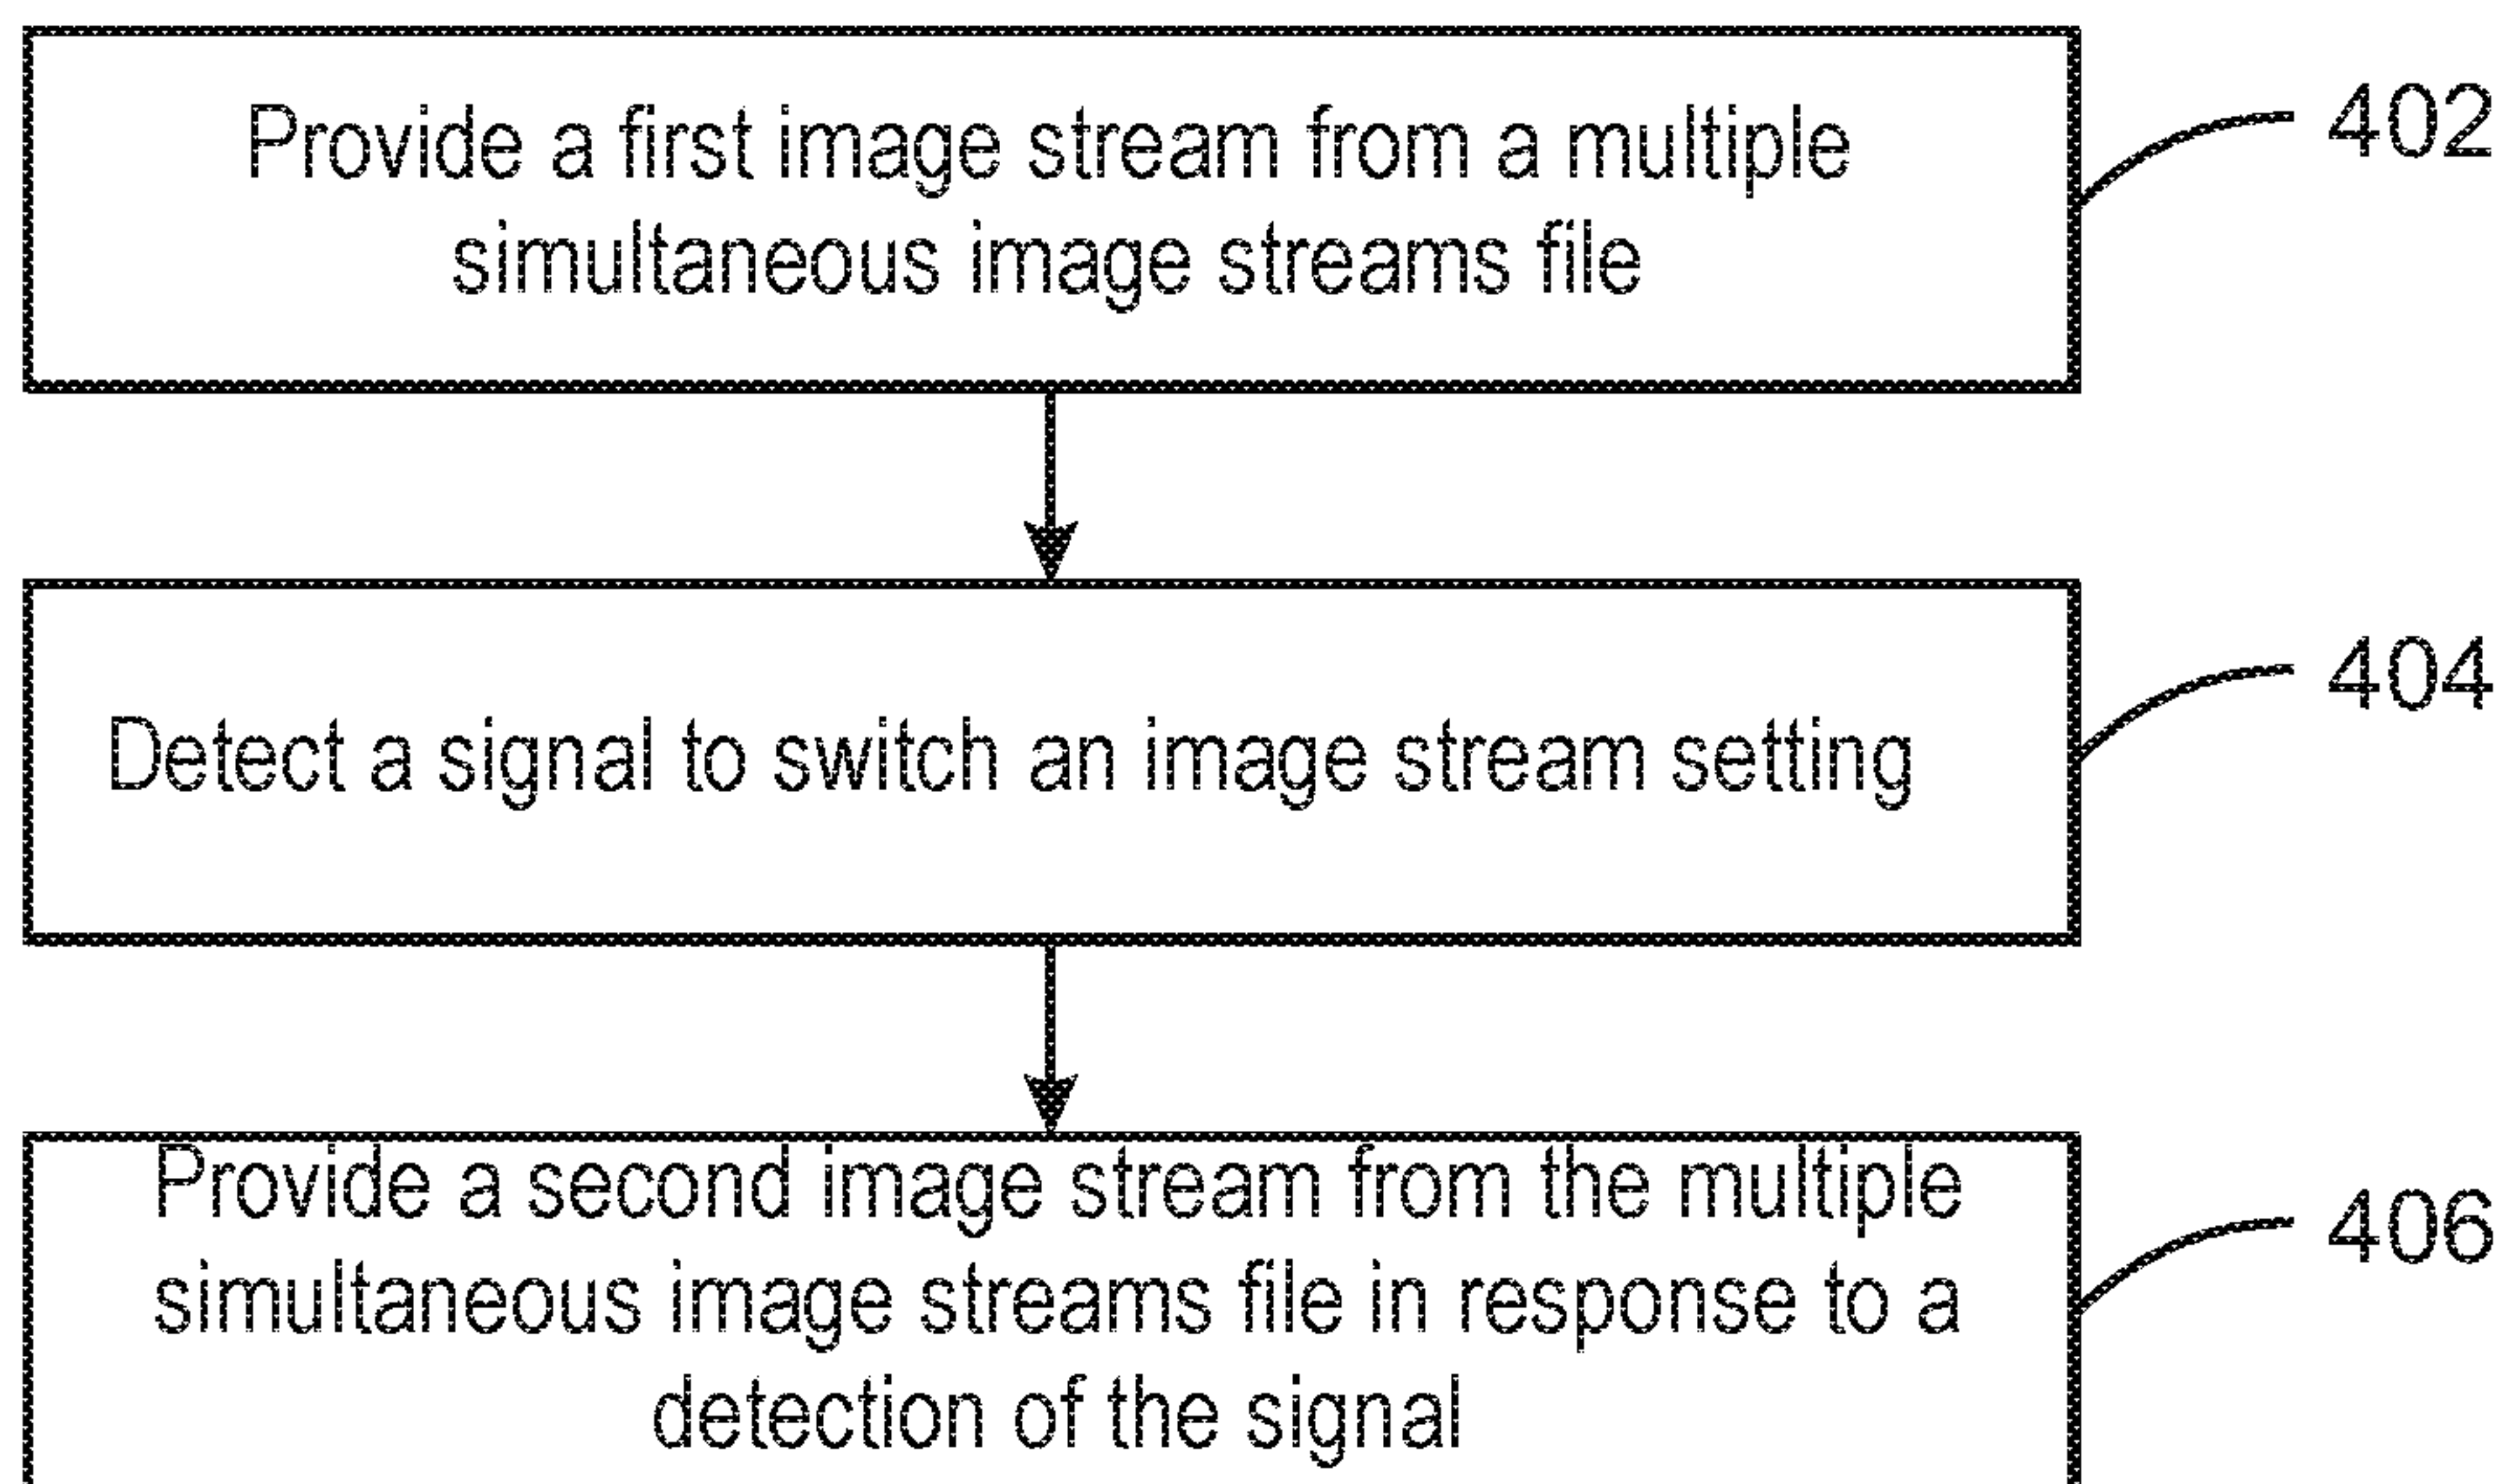 Provide a first image stream from a multiple
simultaneous image streams file
402
Detect a signal to switch an image stream setting
404
Provide a second image stream from the multiple
simultaneous image streams file in response to a
detection of the signal
406